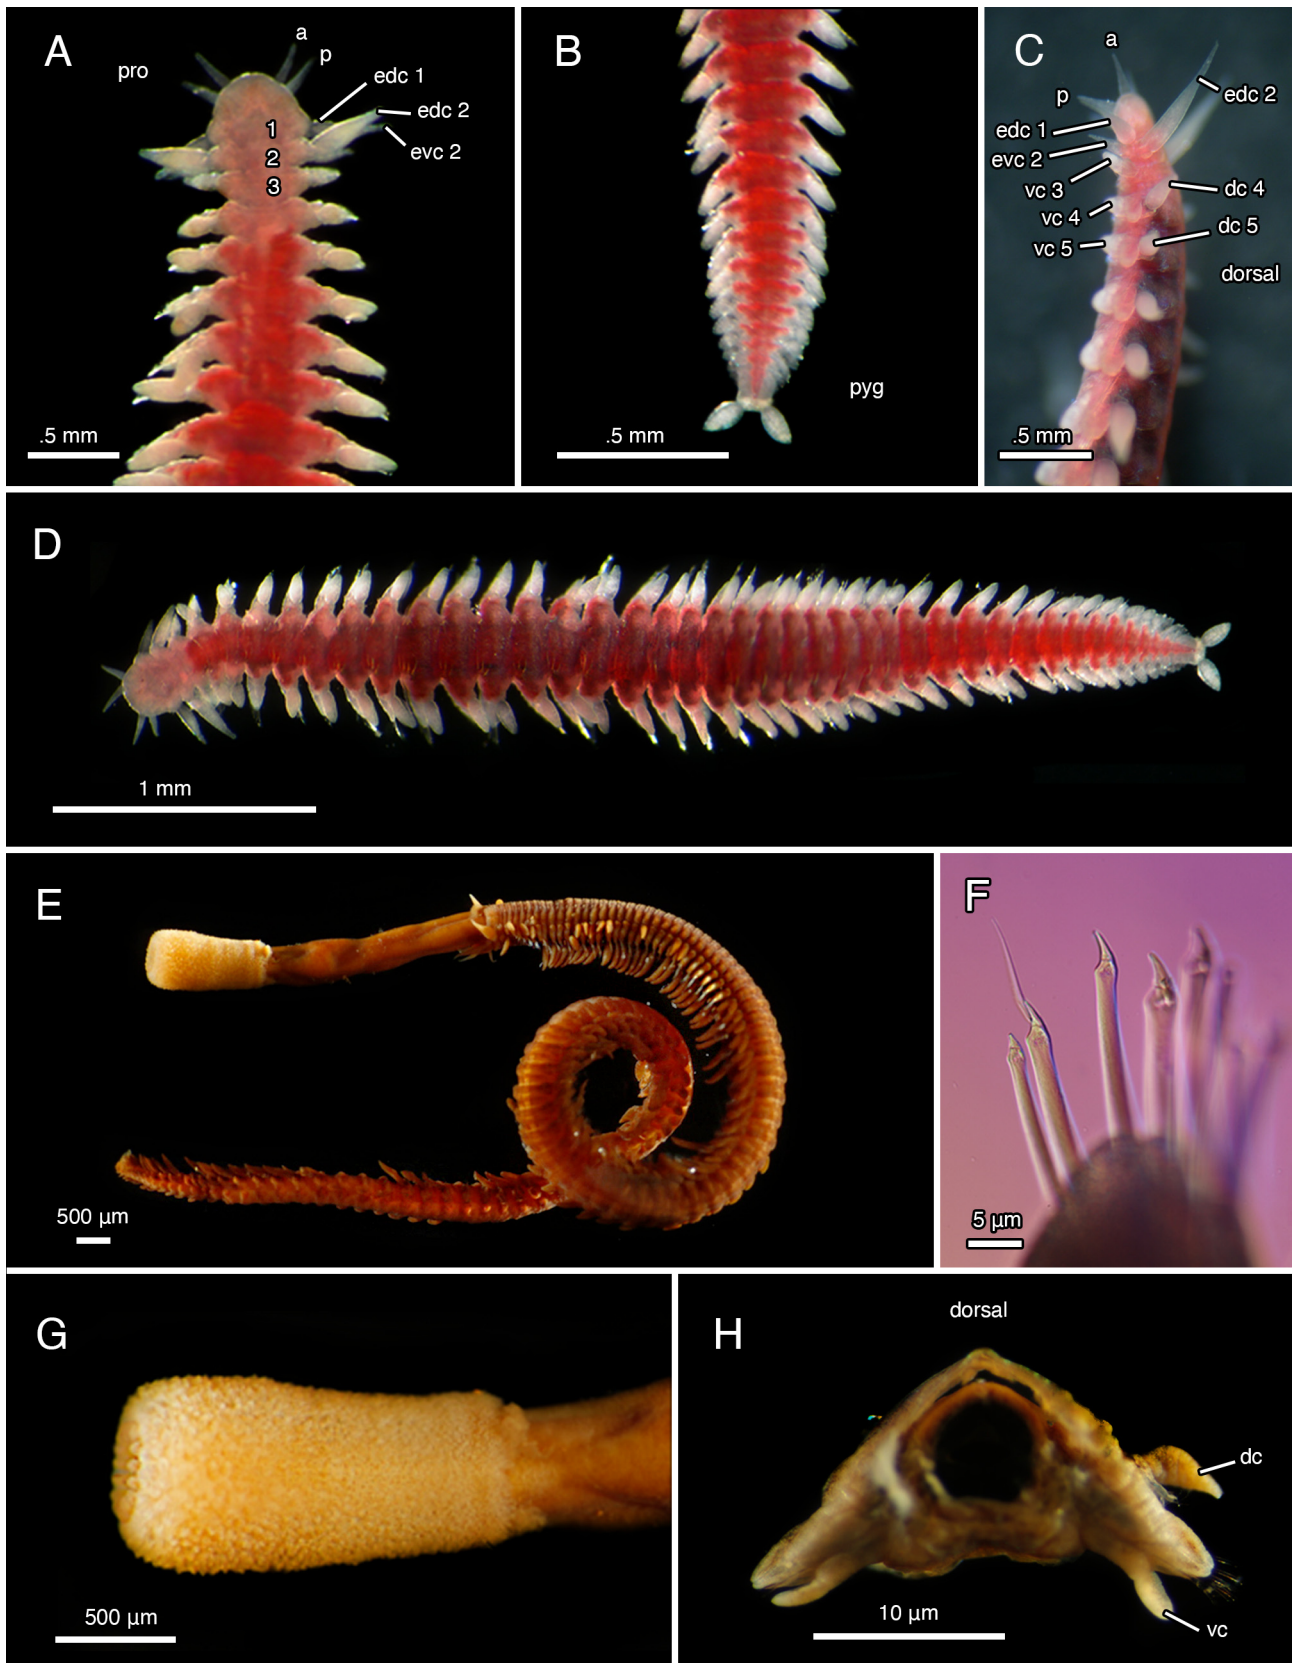 A
pro
a
p
edc 1
edc 2
evc 2
1
2
3
.5 mm
B
pyg
.5 mm
C
a
p
edc 1
evc 2
vc 3
vc 4
vc 5
edc 2
dc 4
dc 5
dorsal
.5 mm
D
1 mm
E
500 µm
F
5 µm
G
500 µm
H
dorsal
dc
vc
10 µm